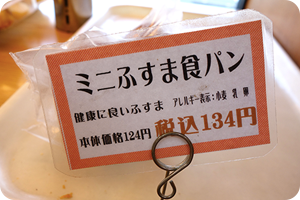 ミニふすま食パン
健康に良いふすま アレルギー表示:小麦 乳 卵
本体価格124円 税込134円